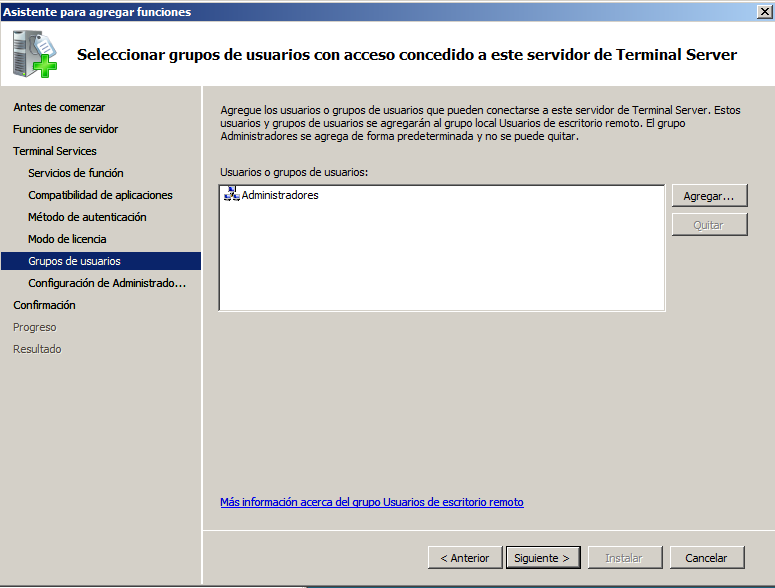 Asistente para agregar funciones
Seleccionar grupos de usuarios con acceso concedido a este servidor de Terminal Server
Antes de comenzar
Funciones de servidor
Terminal Services
Servicios de función
Compatibilidad de aplicaciones
Método de autenticación
Modo de licencia
Grupos de usuarios
Configuración de Administrado...
Confirmación
Progreso
Resultado
Agregue los usuarios o grupos de usuarios que pueden conectarse a este servidor de Terminal Server. Estos
usuarios y grupos de usuarios se agregarán al grupo local Usuarios de escritorio remoto. El grupo
Administradores se agrega de forma predeterminada y no se puede quitar.
Usuarios o grupos de usuarios:
Administradores
Agregar...
Quitar
Más información acerca del grupo Usuarios de escritorio remoto
< Anterior
Siguiente >
Instalar
Cancelar